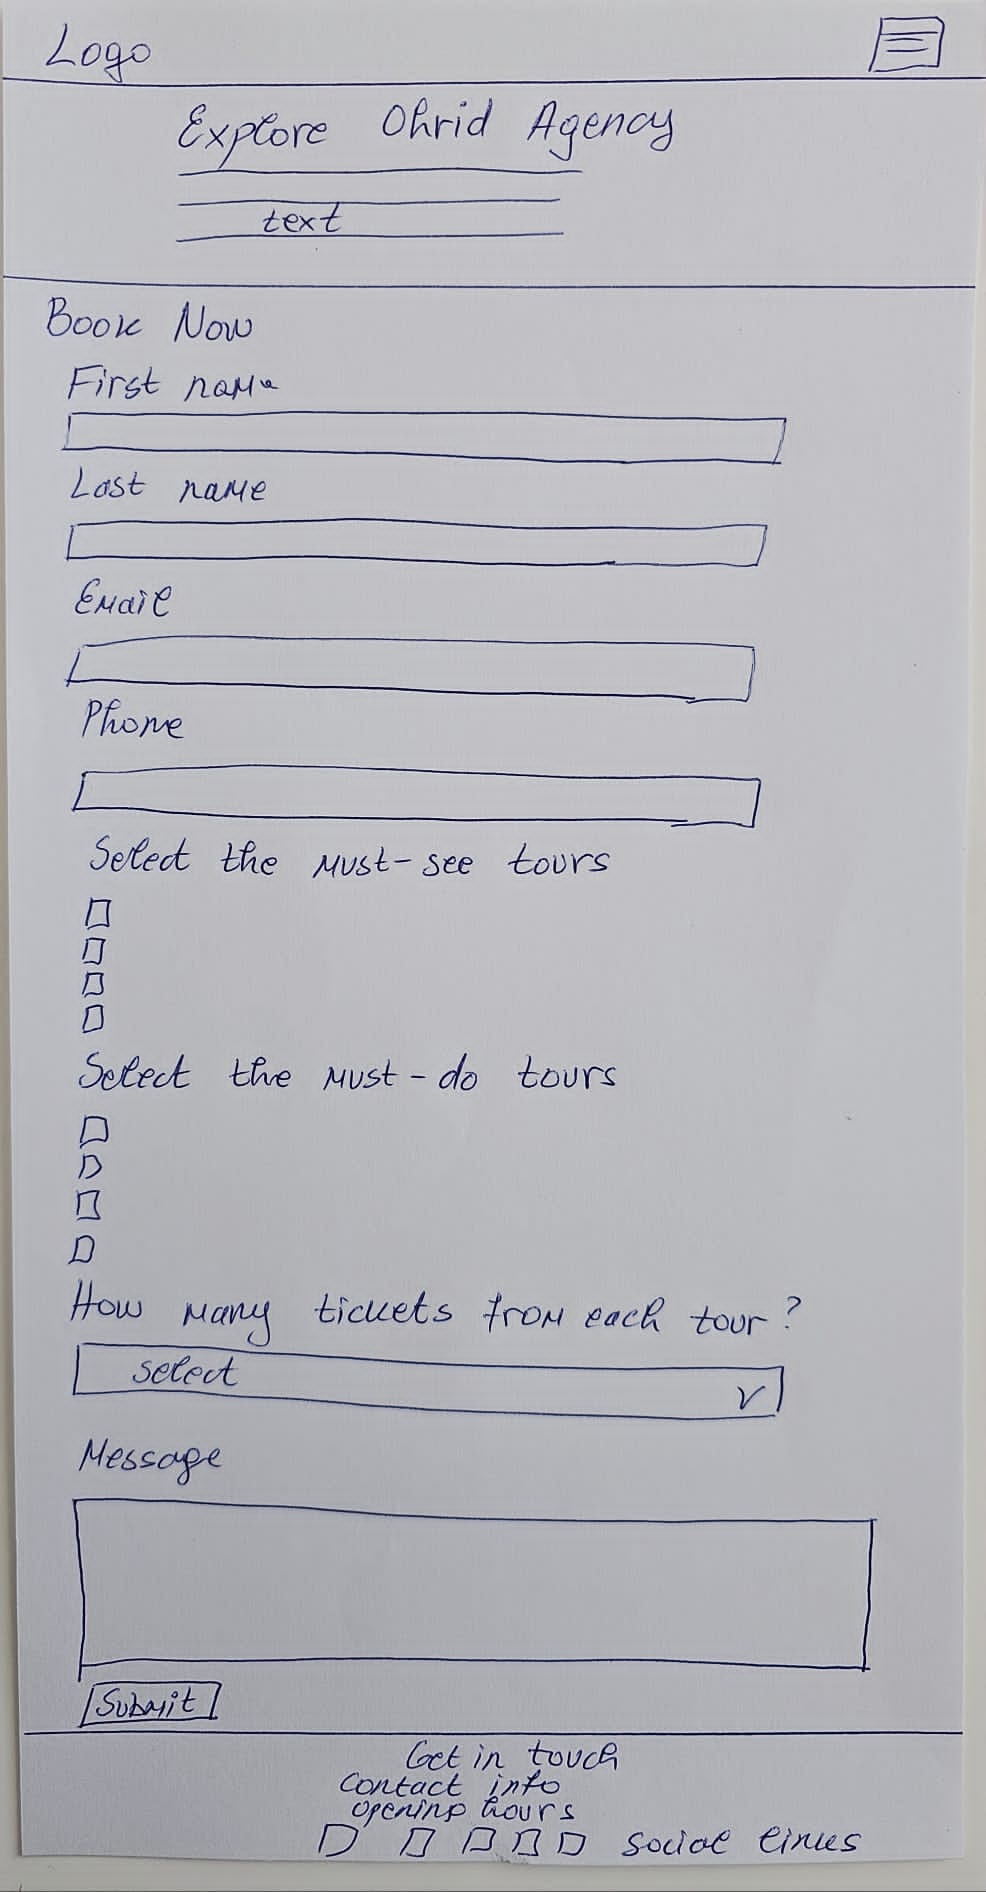 Logo
Explore Ohrid Agency
text
Book Now
First name
Last name
Email
Phone
Select the must-see tours
Select the must-do tours
How many tickets from each tour?
select
Message
Submit
Get in touch
Contact info
opening hours
social links